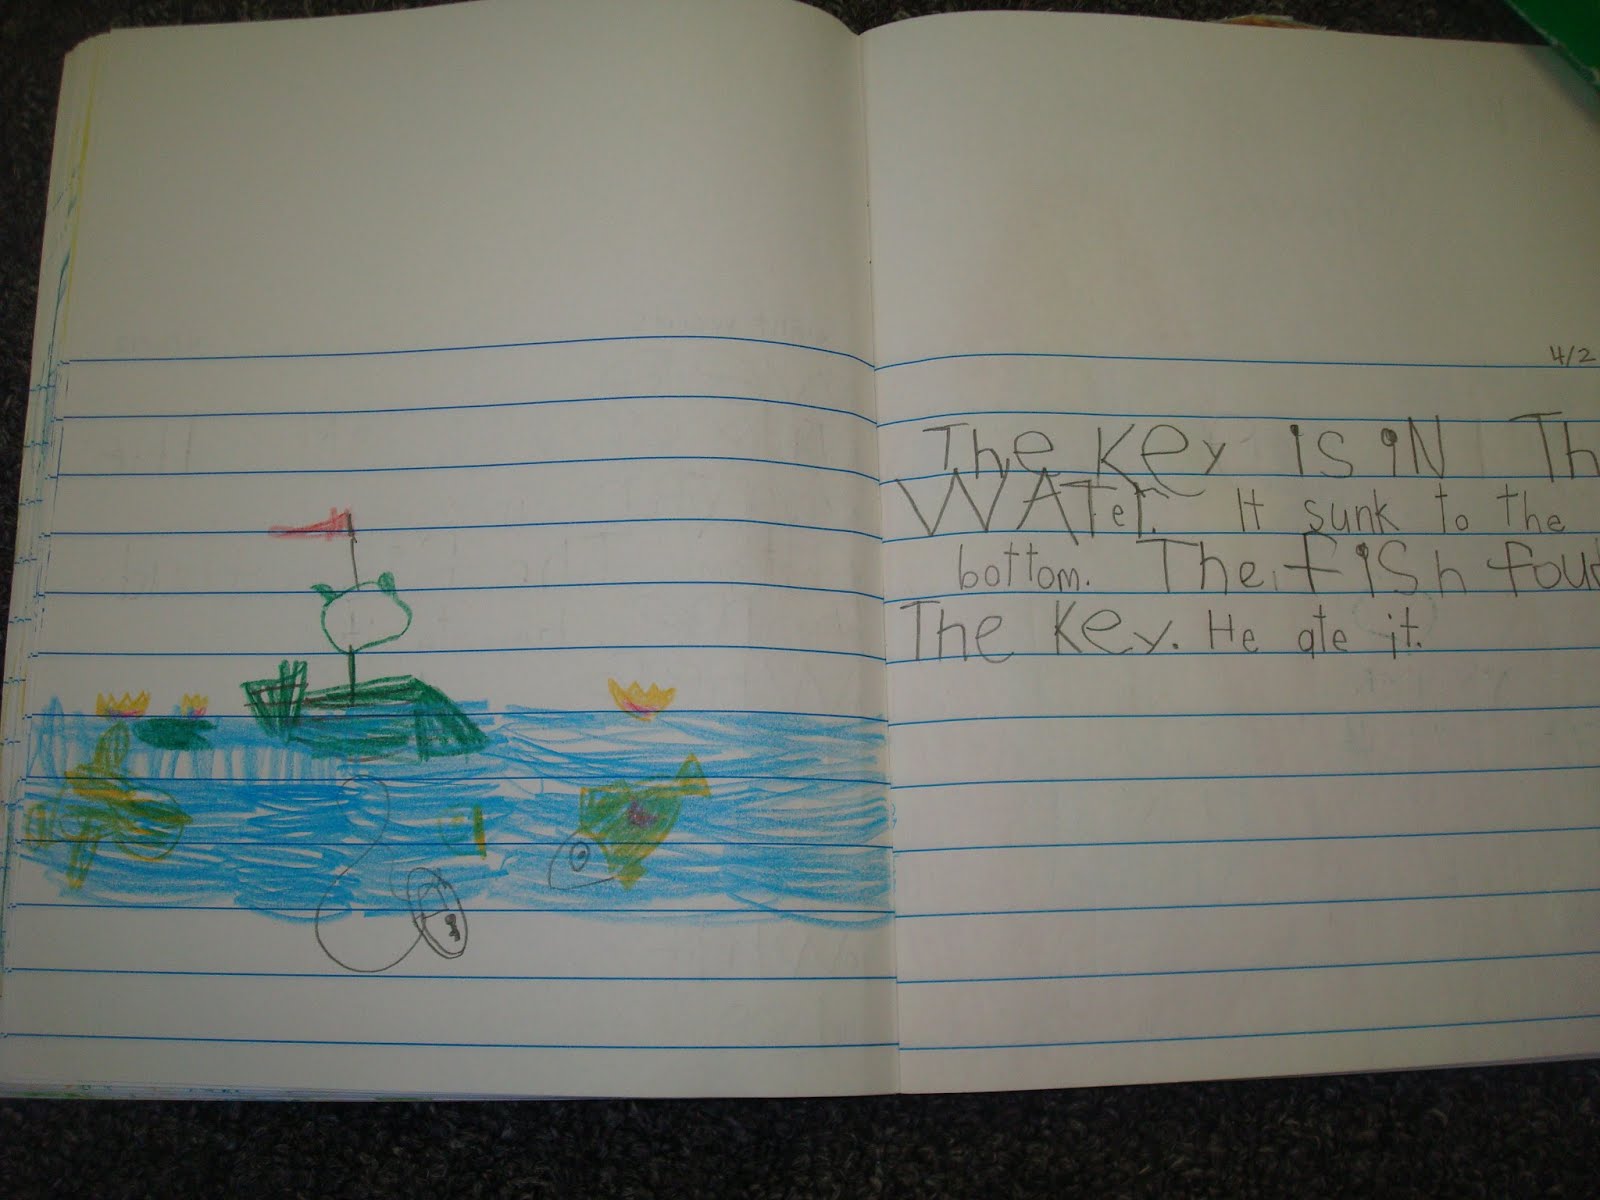 4/2
The Key is iN Th
WATer. It sunk to the
bottom. The fish fou
The Key. He ate it.